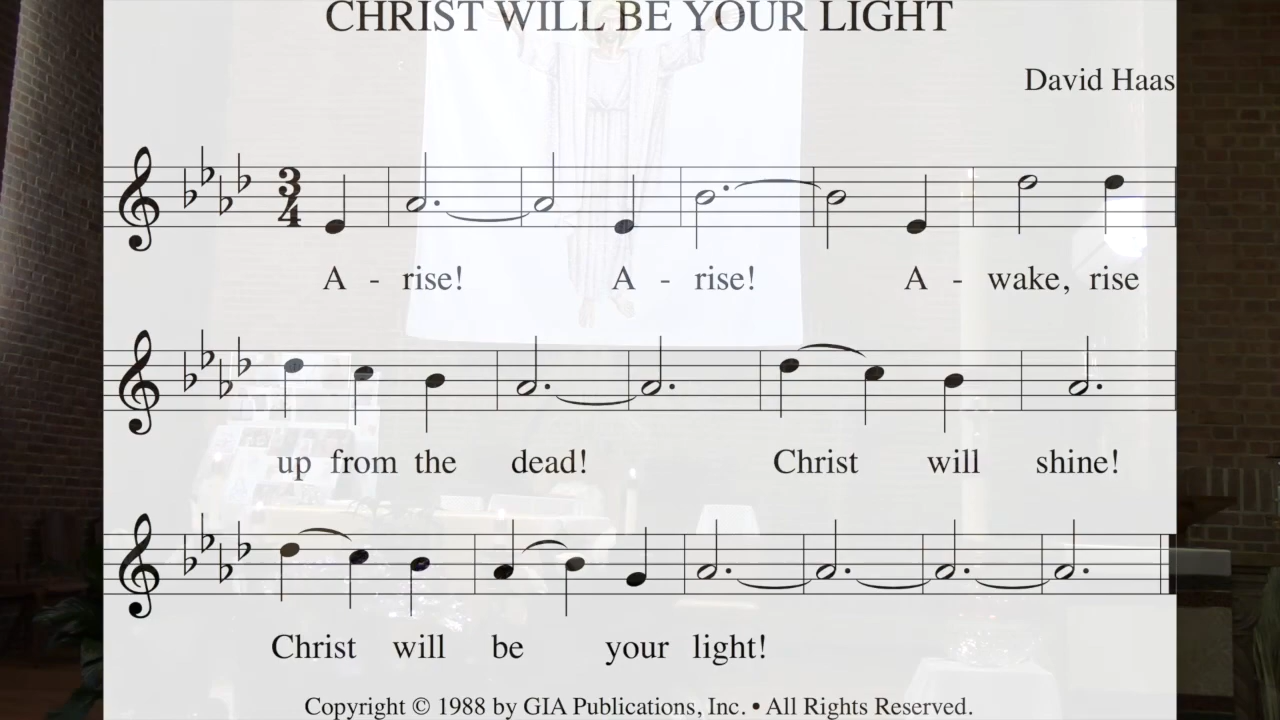 CHRIST WILL BE YOUR LIGHT
David Haas
3
4
A - rise! A - rise! A - wake, rise
up from the dead! Christ will shine!
Christ will be your light!
Copyright © 1988 by GIA Publications, Inc. • All Rights Reserved.